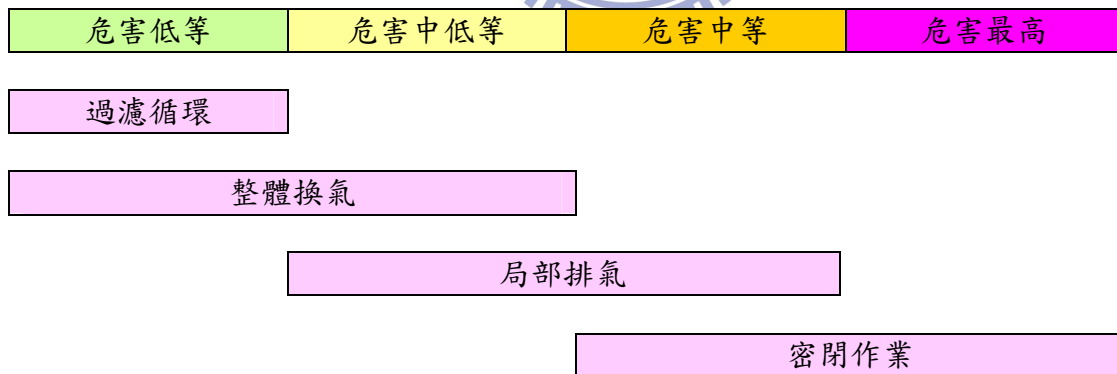 危害低等 危害中低等 危害中等 危害最高
過濾循環
整體換氣
局部排氣
密閉作業